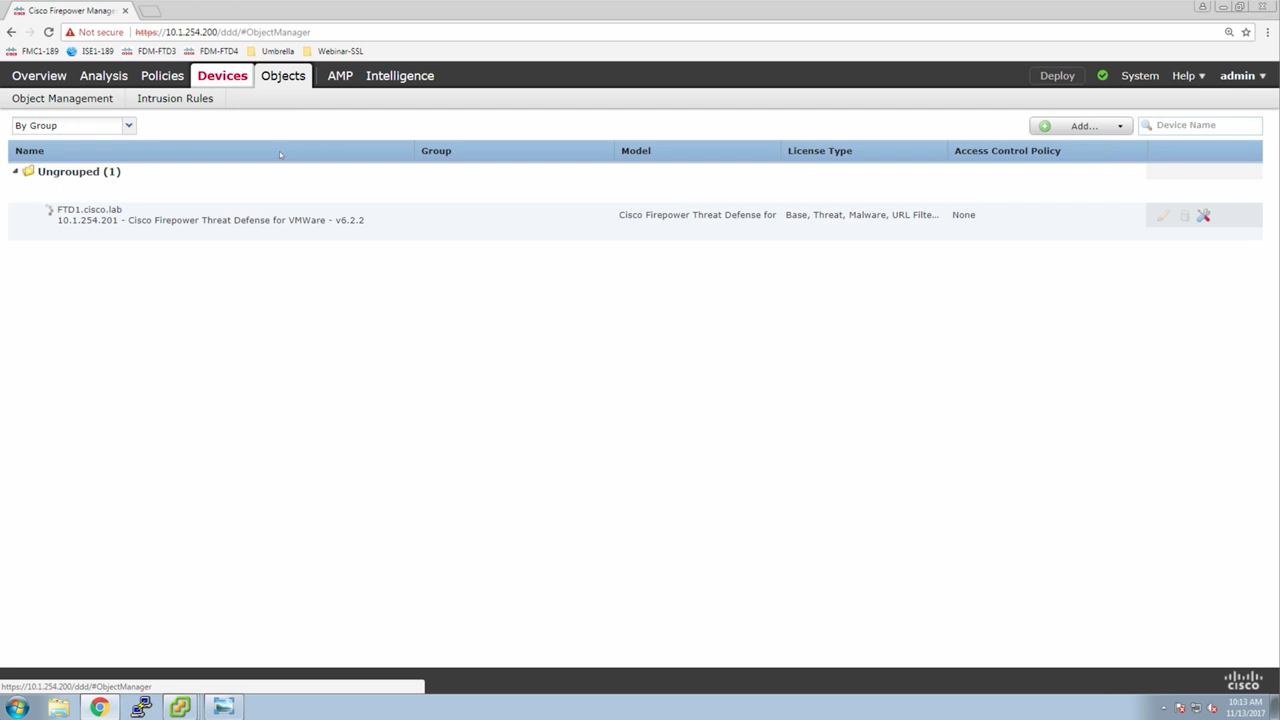 Cisco Firepower Manage
Not secure https://10.1.254.200/ddd/#ObjectManager
FMC1-189 ISE1-189 FDM-FTD3 FDM-FTD4 Umbrella Webinar-SSL
Overview Analysis Policies Devices Objects AMP Intelligence Deploy System Help admin
Object Management Intrusion Rules
By Group Add... Device Name
Name Group Model License Type Access Control Policy
Ungrouped (1)
FTD1.cisco.lab
10.1.254.201 - Cisco Firepower Threat Defense for VMWare - v6.2.2 Cisco Firepower Threat Defense for Base, Threat, Malware, URL Filte... None
https://10.1.254.200/ddd/#ObjectManager
CISCO
10:13 AM
11/13/2017